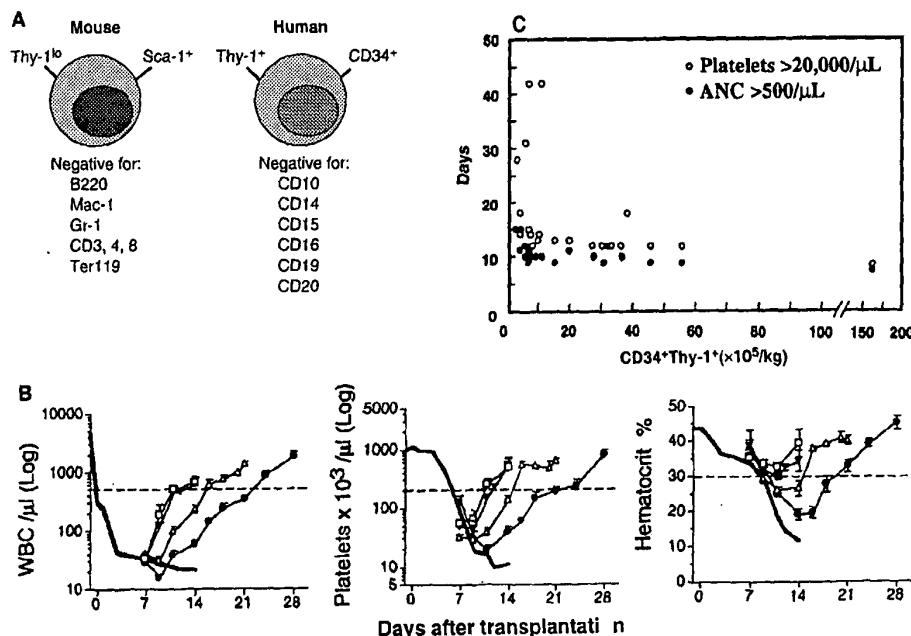 A
Mouse
Human
Thy-1lo
Sca-1+
Thy-1+
CD34+
Negative for:
B220
Mac-1
Gr-1
CD3, 4, 8
Ter119
Negative for:
CD10
CD14
CD15
CD16
CD19
CD20
C
50
40
30
20
10
0
Days
Platelets >20,000/μL
ANC >500/μL
0 20 40 60 80 100 150 200
CD34+Thy-1+(×10⁵/kg)
B
WBC /μl (Log)
10000
1000
100
10
0 7 14 21 28
Platelets x 10³ /μl (Log)
5000
1000
100
10
5
0 7 14 21 28
Hematocrit %
50
40
30
20
10
0
0 7 14 21 28
Days after transplantati n